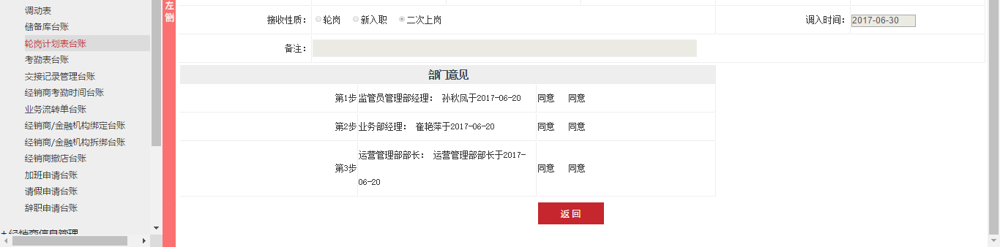 调动表
储备库台账
轮岗计划表台账
考勤表台账
交接记录管理台账
经销商考勤时间台账
业务流转单台账
经销商/金融机构绑定台账
经销商/金融机构拆绑台账
经销商撤店台账
加班申请台账
请假申请台账
辞职申请台账
+ 经销商信息管理
左
侧
接收性质： 轮岗 新入职 二次上岗 调入时间： 2017-06-30
备注：
部门意见
第1步 监管员管理部经理： 孙秋凤于2017-06-20 同意 同意
第2步 业务部经理： 崔艳萍于2017-06-20 同意 同意
第3步 运营管理部部长： 运营管理部部长于2017-
06-20 同意 同意
返回